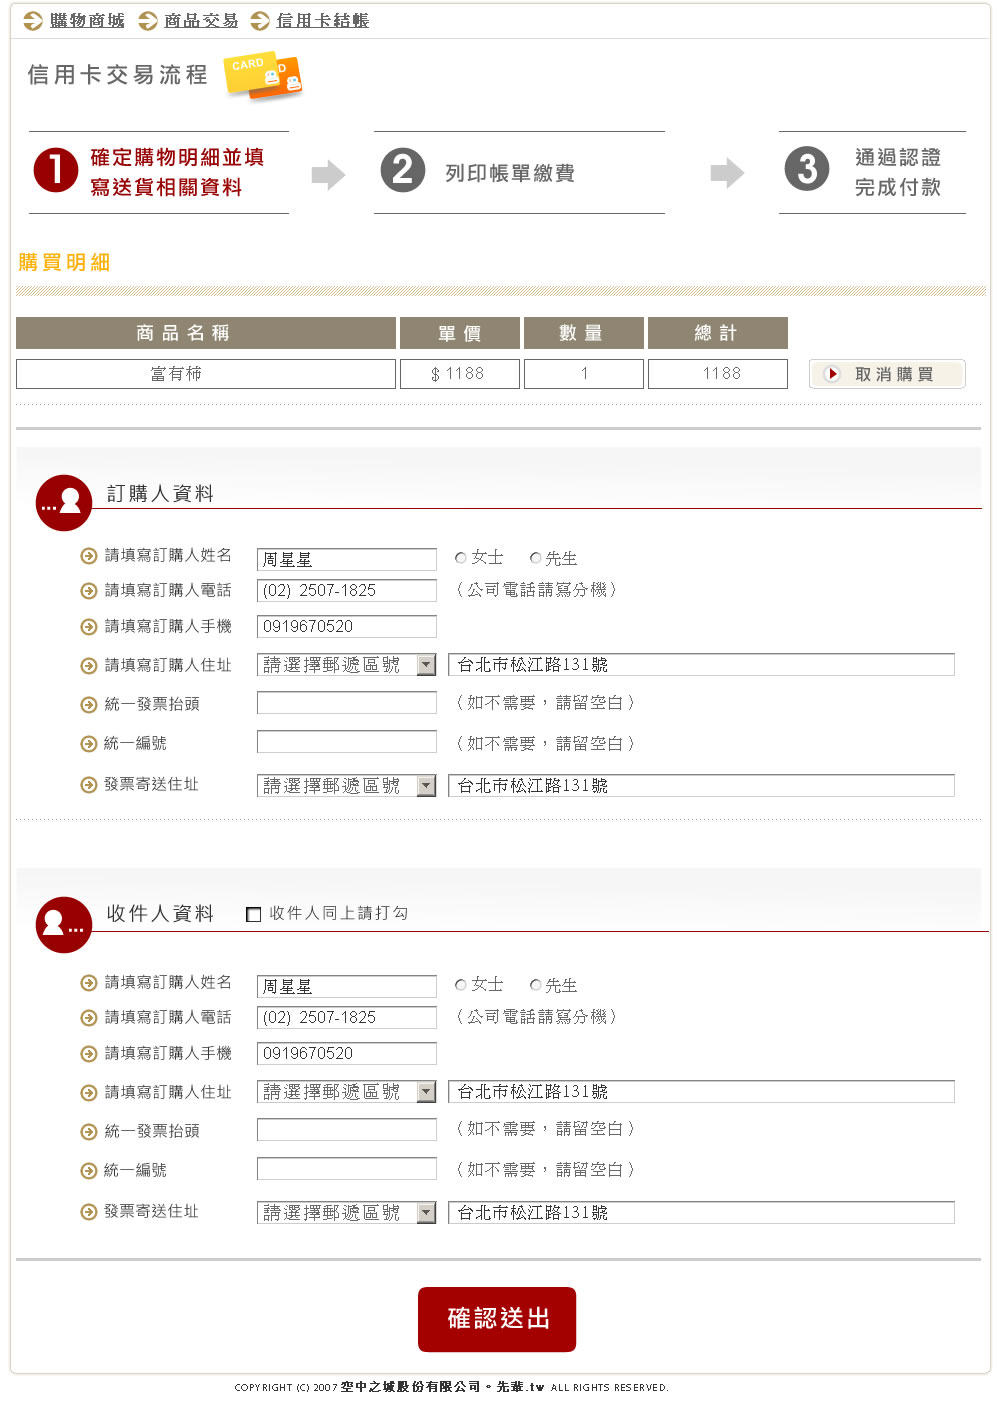 購物商城 商品交易 信用卡結帳
信用卡交易流程 CARD D
1 確定購物明細並填
寫送貨相關資料
2 列印帳單繳費
3 通過認證
完成付款
購買明細
商品名稱 單價 數量 總計
富有柿 $ 1188 1 1188 取消購買
訂購人資料
請填寫訂購人姓名 周星星 女士 先生
請填寫訂購人電話 (02) 2507-1825 （公司電話請寫分機）
請填寫訂購人手機 0919670520
請填寫訂購人住址 請選擇郵遞區號 台北市松江路131號
統一發票抬頭 （如不需要，請留空白）
統一編號 （如不需要，請留空白）
發票寄送住址 請選擇郵遞區號 台北市松江路131號
收件人資料 收件人同上請打勾
請填寫訂購人姓名 周星星 女士 先生
請填寫訂購人電話 (02) 2507-1825 （公司電話請寫分機）
請填寫訂購人手機 0919670520
請填寫訂購人住址 請選擇郵遞區號 台北市松江路131號
統一發票抬頭 （如不需要，請留空白）
統一編號 （如不需要，請留空白）
發票寄送住址 請選擇郵遞區號 台北市松江路131號
確認送出
COPYRIGHT (C) 2007 空中之城股份有限公司。先輩.tw ALL RIGHTS RESERVED.